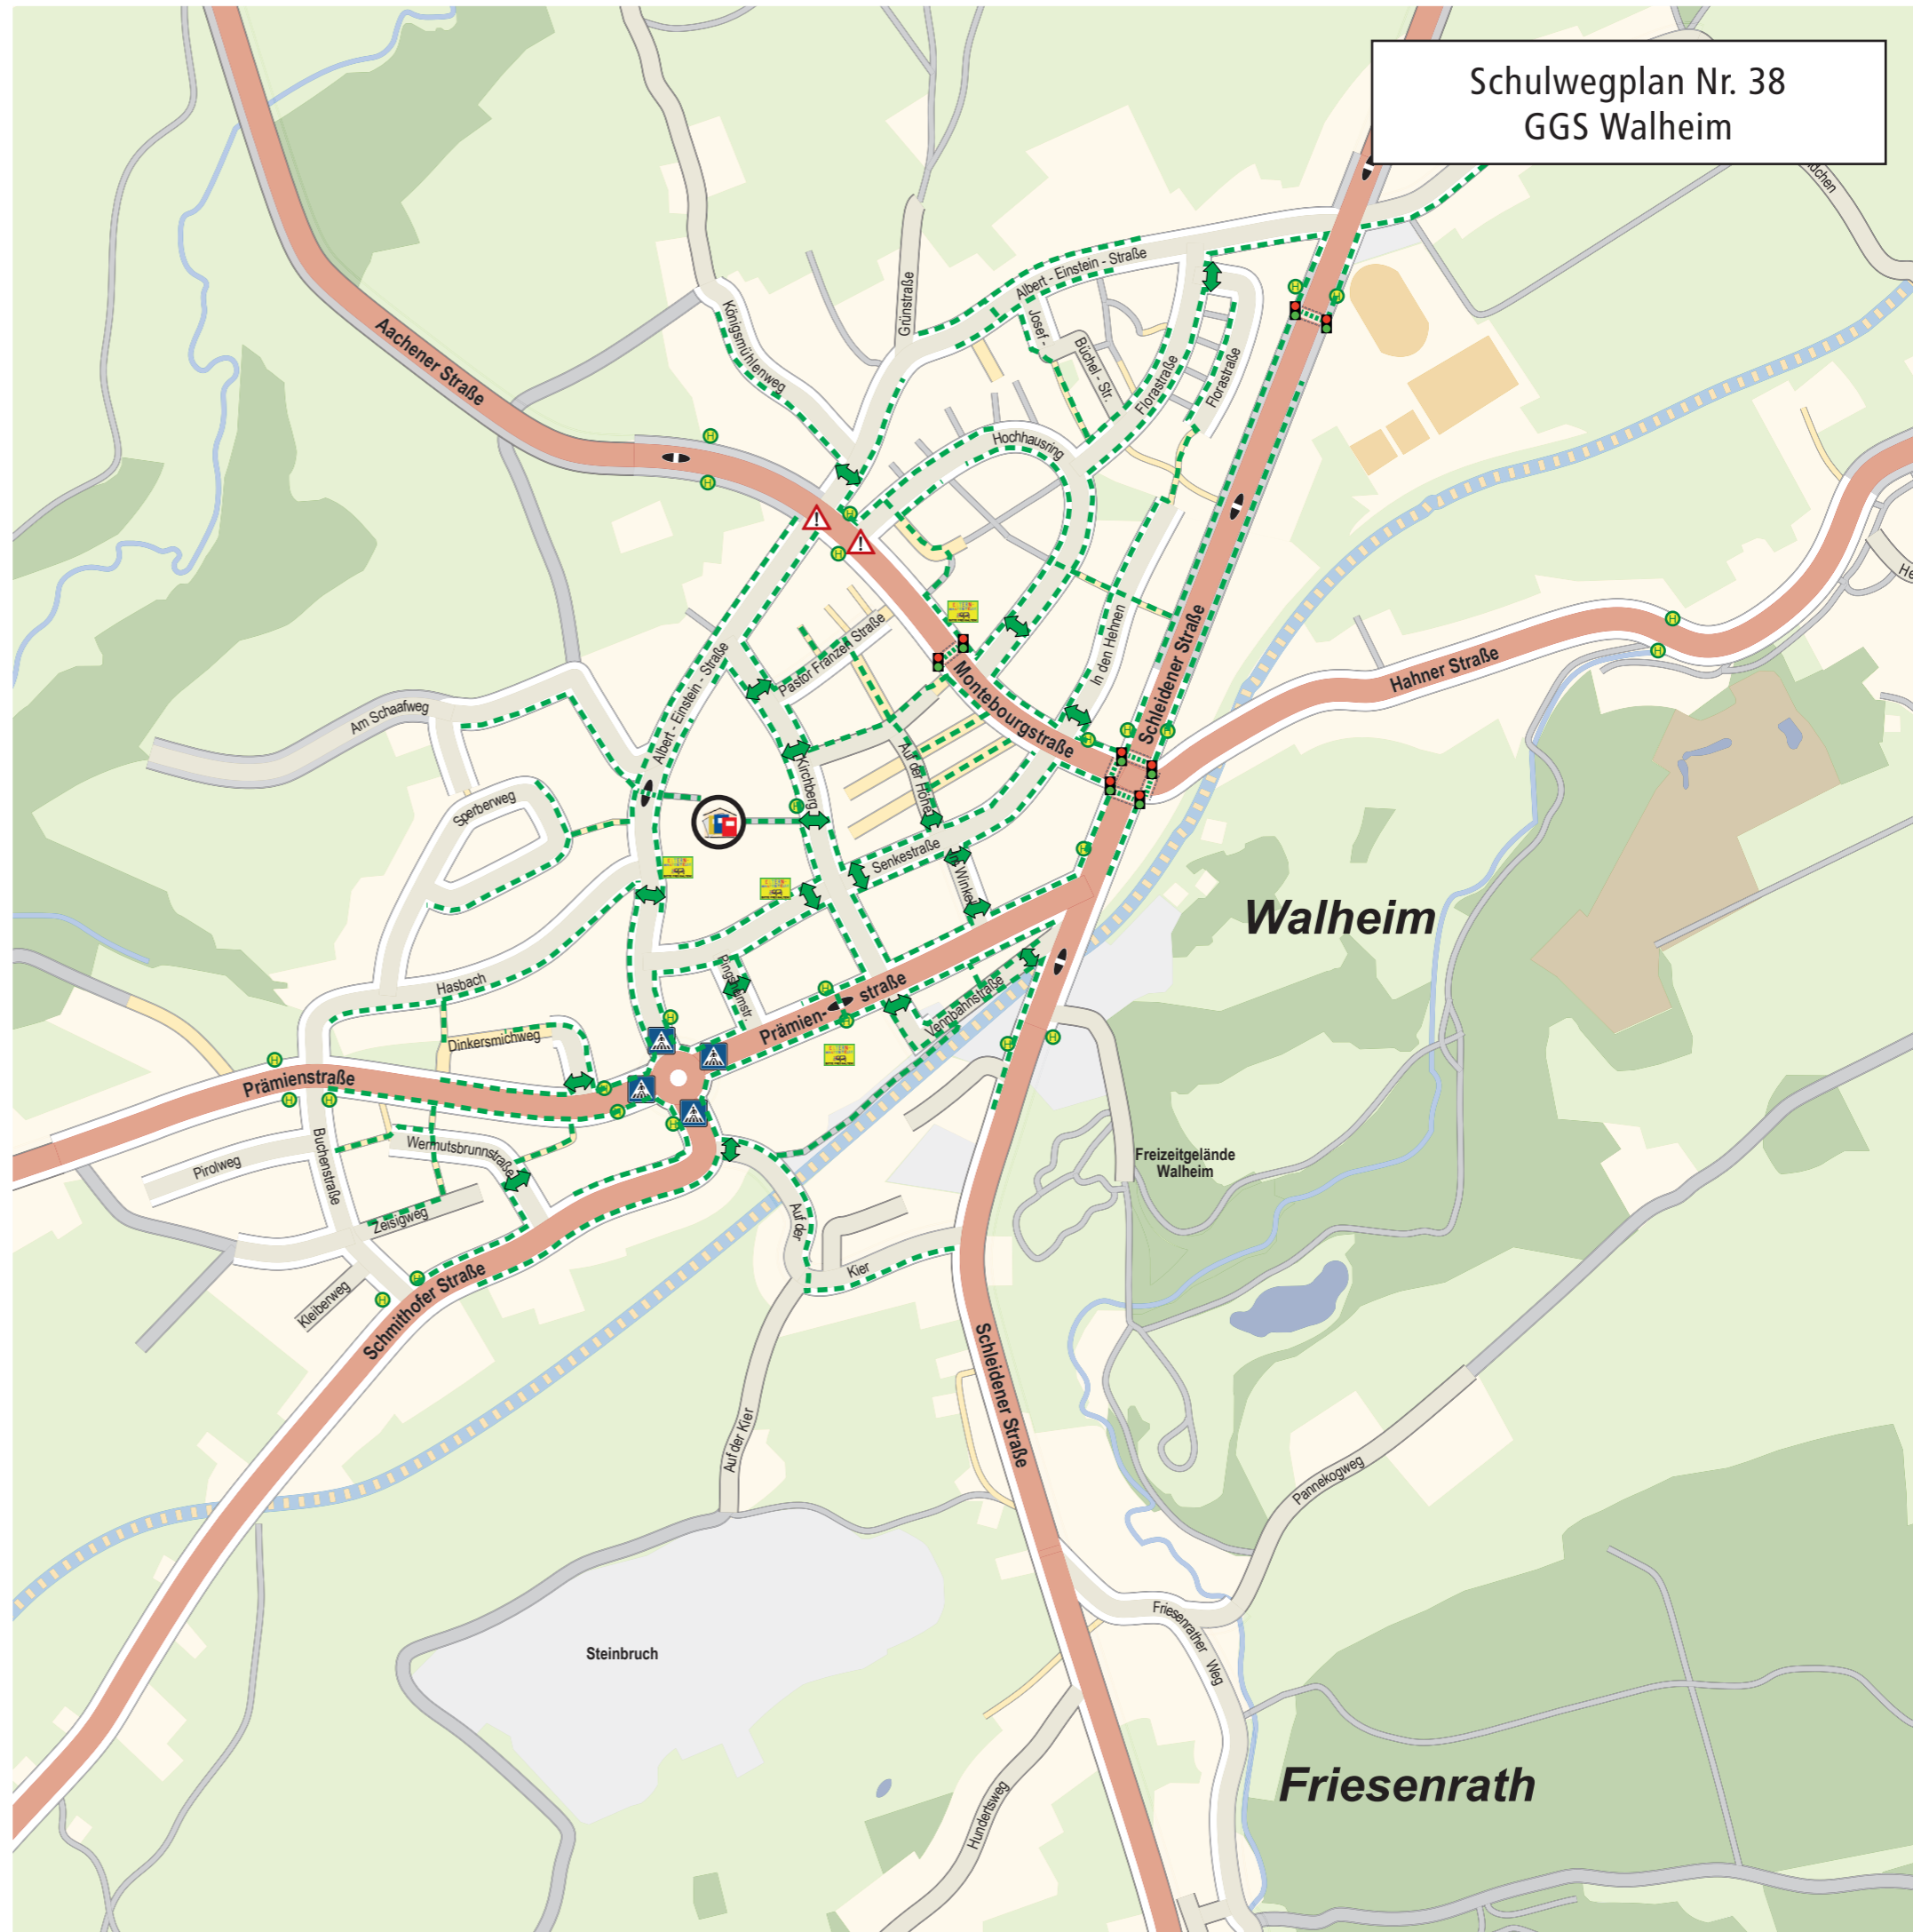 Schulwegplan Nr. 38
GGS Walheim
Aachener Straße
Königsmühlenweg
Grünstraße
Albert - Einstein - Straße
Josef -
Büchel - Str.
Florastraße
Florastraße
Hochhausring
Pastor Franzen Straße
Albert - Einstein - Straße
Am Schaafweg
Montebourgstraße
In den Hehnen
Schleidener Straße
Hahner Straße
Auf der Höhe
Kirchberg
Sperberweg
Senkestraße
Winkel
Walheim
Hasbach
Prämien-
straße
Vennbahnstraße
Dinkersmichweg
Prämienstraße
Wermutsbrunnstraße
Pirolweg
Buchenstraße
Zeisigweg
Kleiberweg
Schmithofer Straße
Auf der
Kier
Freizeitgelände
Walheim
Schleidener Straße
Auf der Kier
Pannekogweg
Friesenrather
Weg
Steinbruch
Friesenrath
Hundertsweg